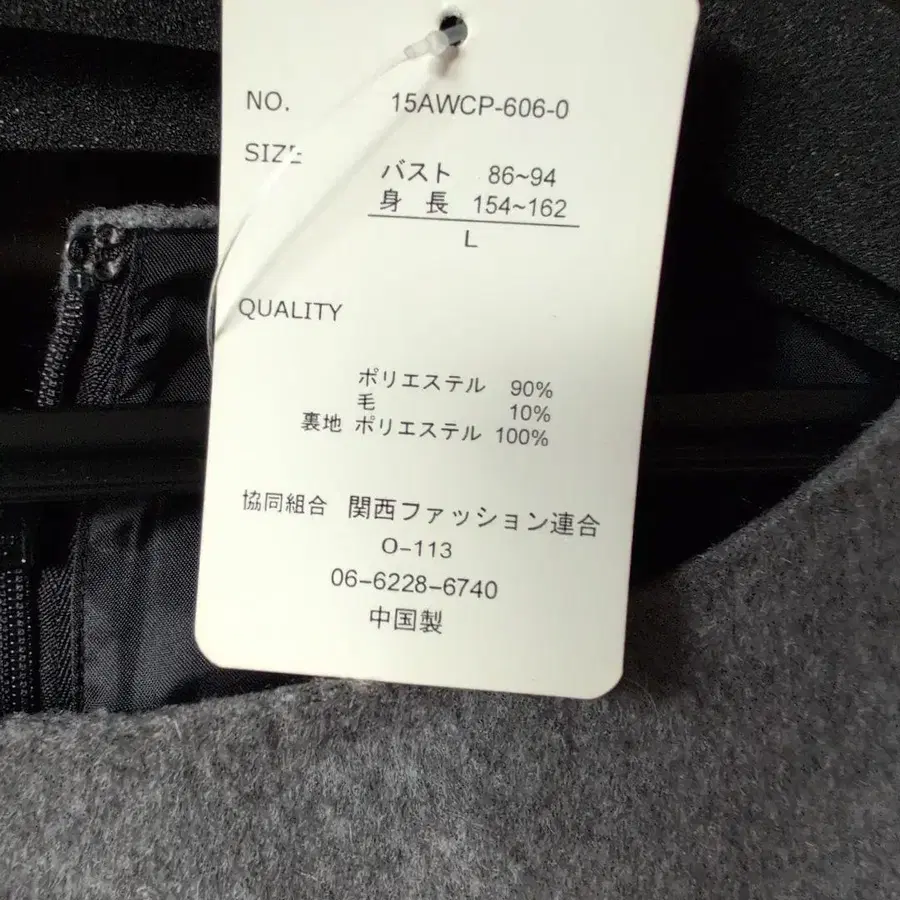 NO. 15AWCP-606-0
SIZE
バスト 86~94
身 長 154~162
L
QUALITY
ポリエステル 90%
毛 10%
裏地 ポリエステル 100%
協同組合 関西ファッション連合
O-113
06-6228-6740
中国製